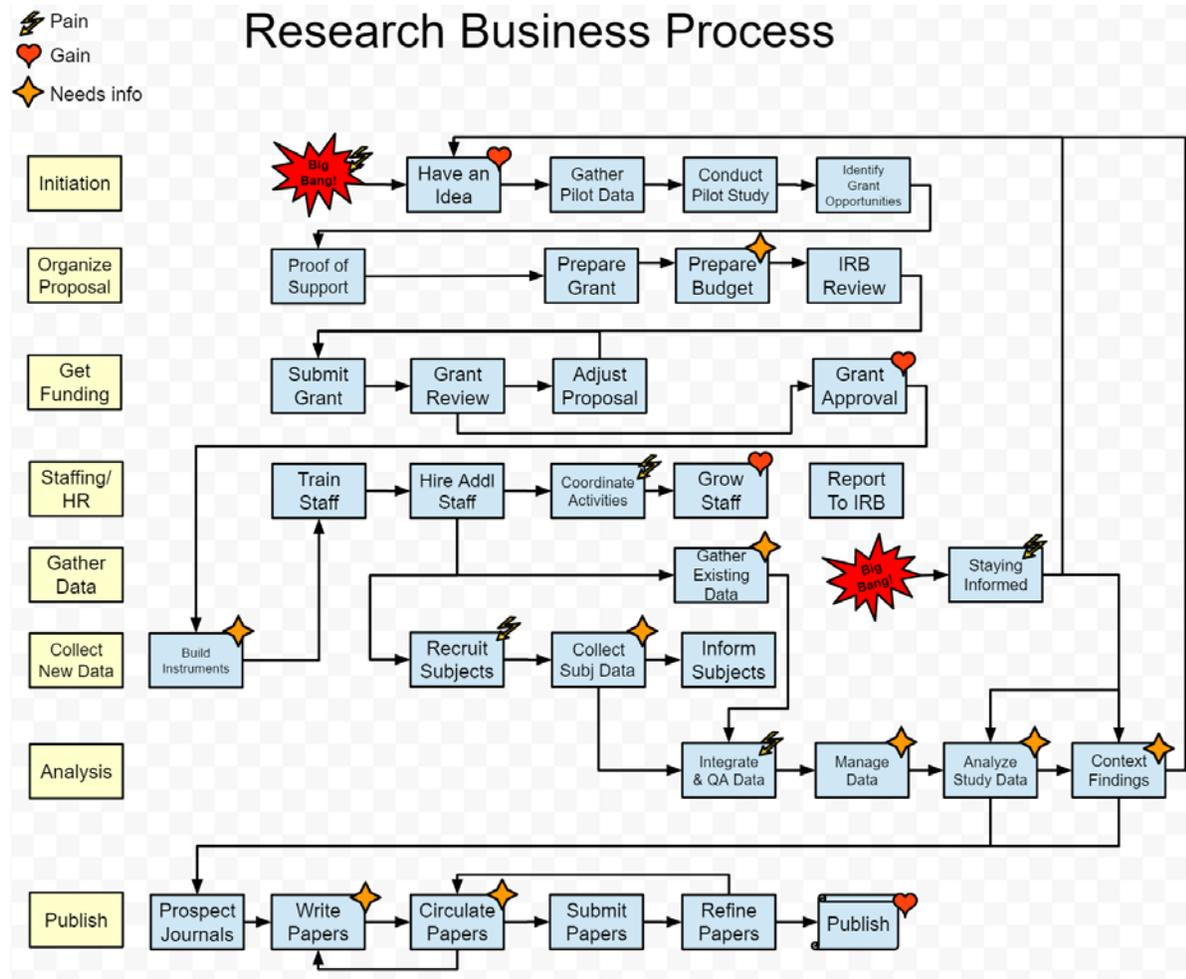 Pain
Gain
Needs info
Research Business Process
Initiation
Big
Bang!
Have an
Idea
Gather
Pilot Data
Conduct
Pilot Study
Identify
Grant
Opportunities
Organize
Proposal
Proof of
Support
Prepare
Grant
Prepare
Budget
IRB
Review
Get
Funding
Submit
Grant
Grant
Review
Adjust
Proposal
Grant
Approval
Staffing/
HR
Train
Staff
Hire Addl
Staff
Coordinate
Activities
Grow
Staff
Report
To IRB
Gather
Data
Gather
Existing
Data
Big
Bang!
Staying
Informed
Collect
New Data
Build
Instruments
Recruit
Subjects
Collect
Subj Data
Inform
Subjects
Analysis
Integrate
& QA Data
Manage
Data
Analyze
Study Data
Context
Findings
Publish
Prospect
Journals
Write
Papers
Circulate
Papers
Submit
Papers
Refine
Papers
Publish